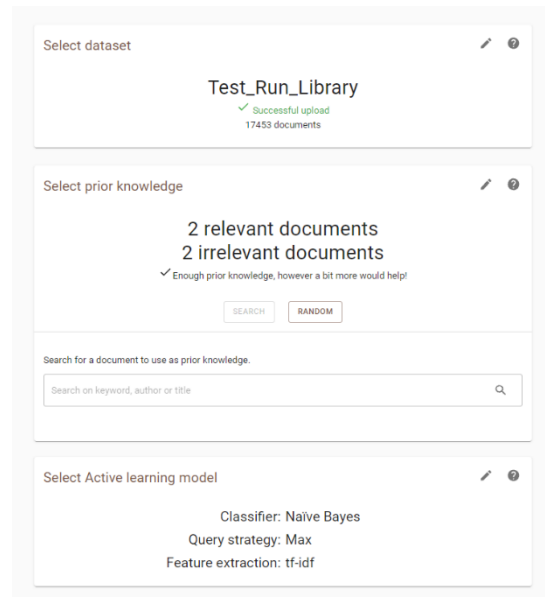 Select dataset
Test_Run_Library
Successful upload
17453 documents
Select prior knowledge
2 relevant documents
2 irrelevant documents
Enough prior knowledge, however a bit more would help!
SEARCH RANDOM
Search for a document to use as prior knowledge.
Search on keyword, author or title
Select Active learning model
Classifier: Naïve Bayes
Query strategy: Max
Feature extraction: tf-idf